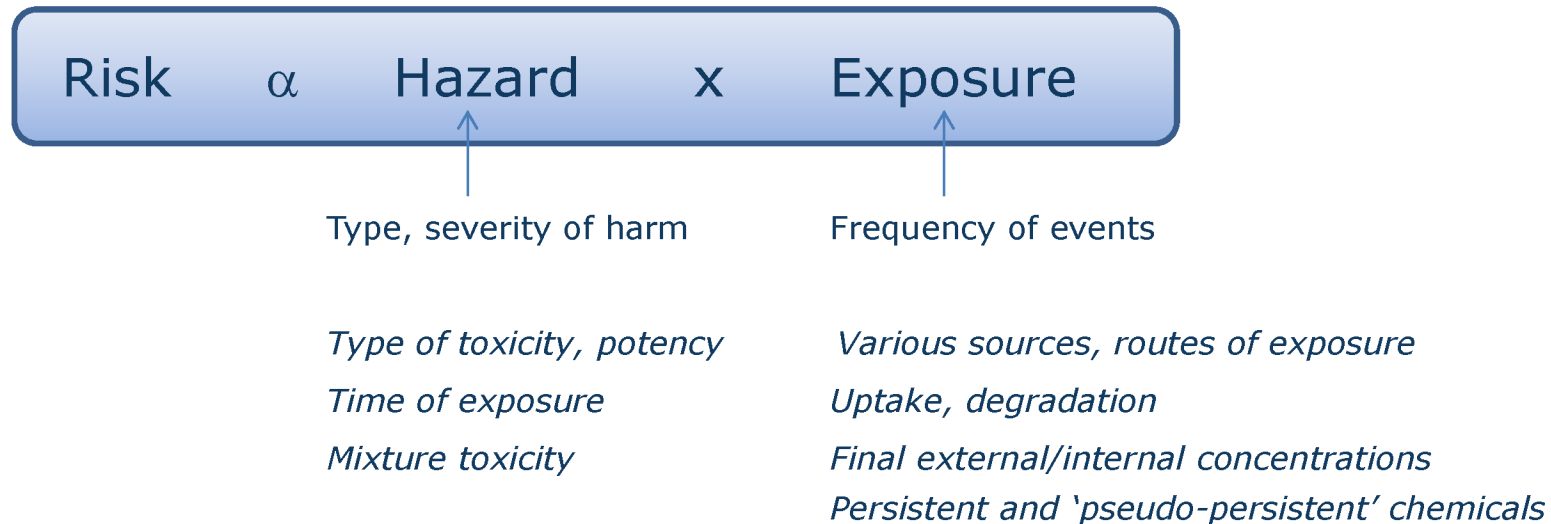 Risk α Hazard x Exposure
Type, severity of harm
Frequency of events
Type of toxicity, potency
Time of exposure
Mixture toxicity
Various sources, routes of exposure
Uptake, degradation
Final external/internal concentrations
Persistent and ‘pseudo-persistent’ chemicals